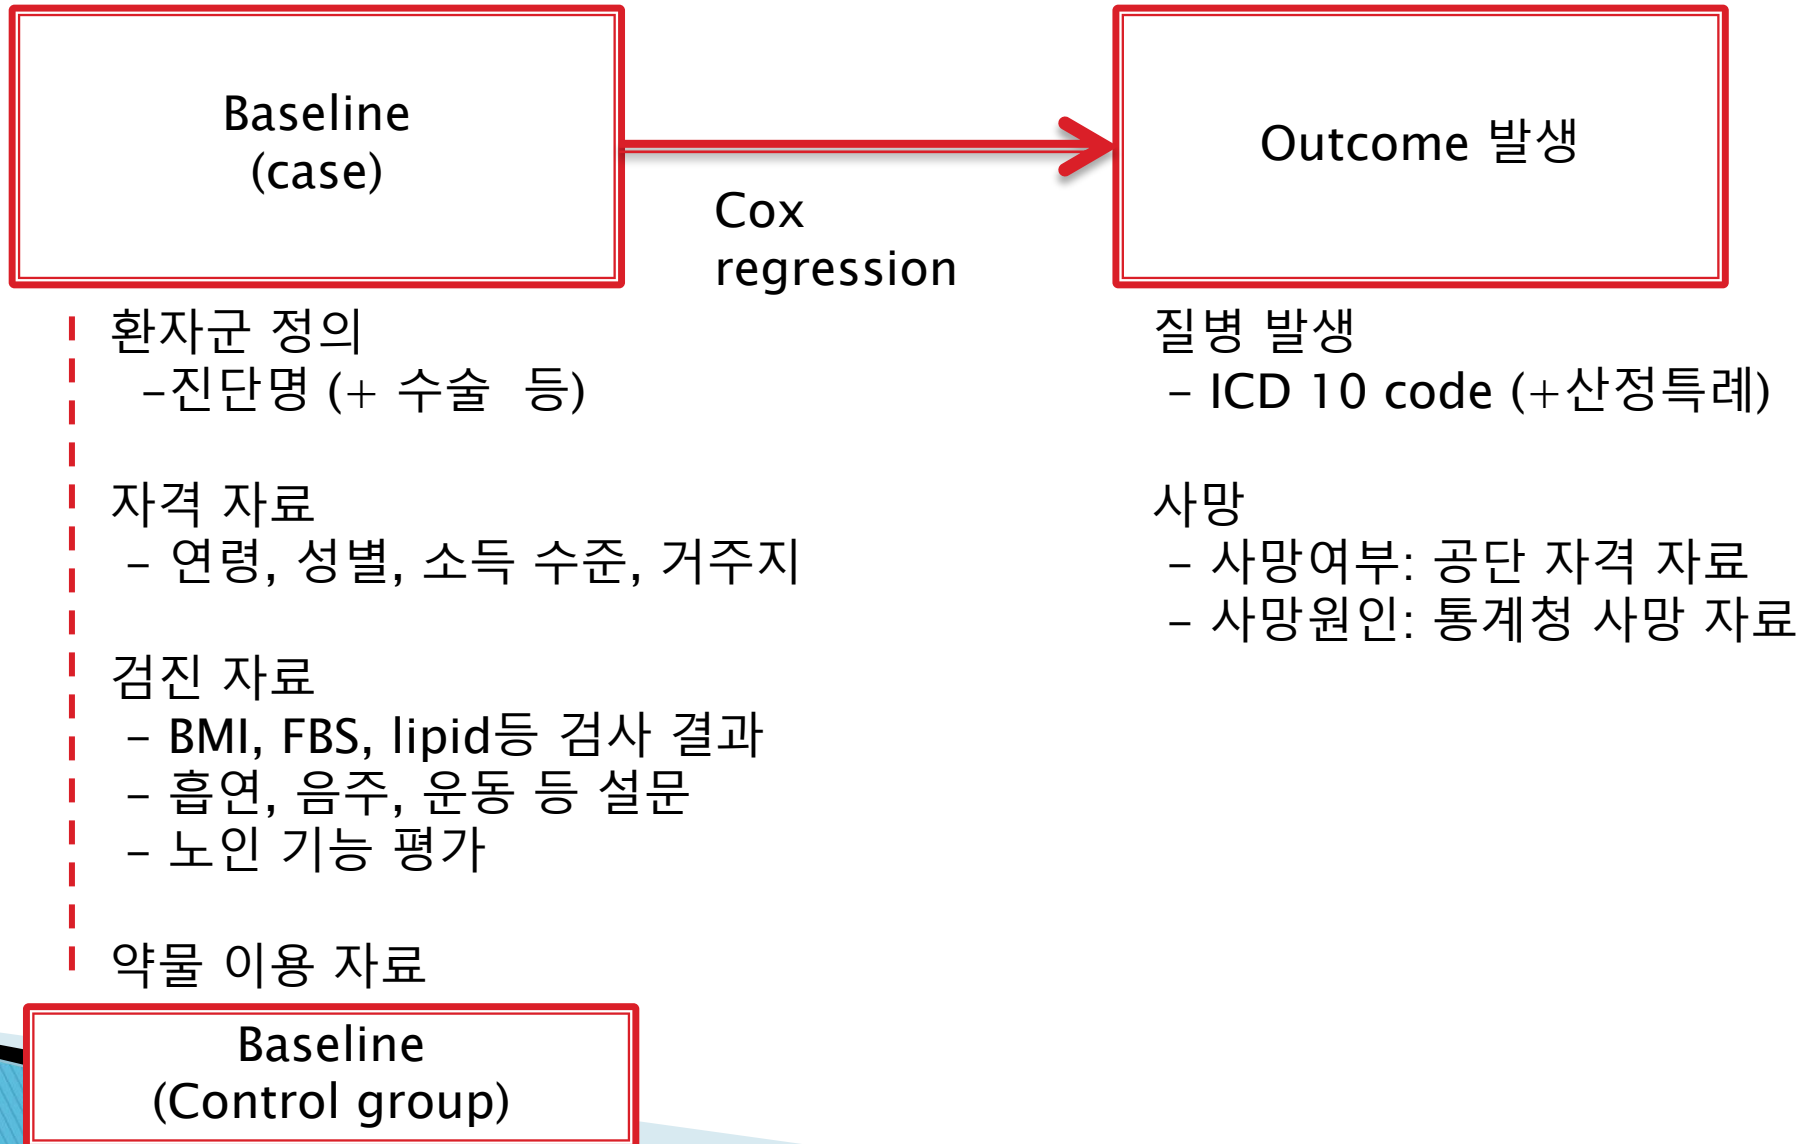 Baseline
(case)
Cox
regression
Outcome 발생
환자군 정의
-진단명 (+ 수술 등)
자격 자료
- 연령, 성별, 소득 수준, 거주지
검진 자료
- BMI, FBS, lipid등 검사 결과
- 흡연, 음주, 운동 등 설문
- 노인 기능 평가
약물 이용 자료
질병 발생
- ICD 10 code (+산정특례)
사망
- 사망여부: 공단 자격 자료
- 사망원인: 통계청 사망 자료
Baseline
(Control group)